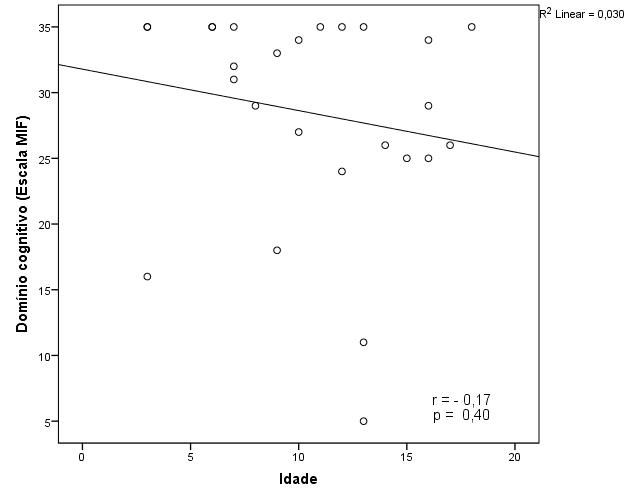 R2 Linear = 0,030
Domínio cognitivo (Escala MIF)
35
30
25
20
15
10
5
r = - 0,17
p = 0,40
0
5
10
15
20
Idade